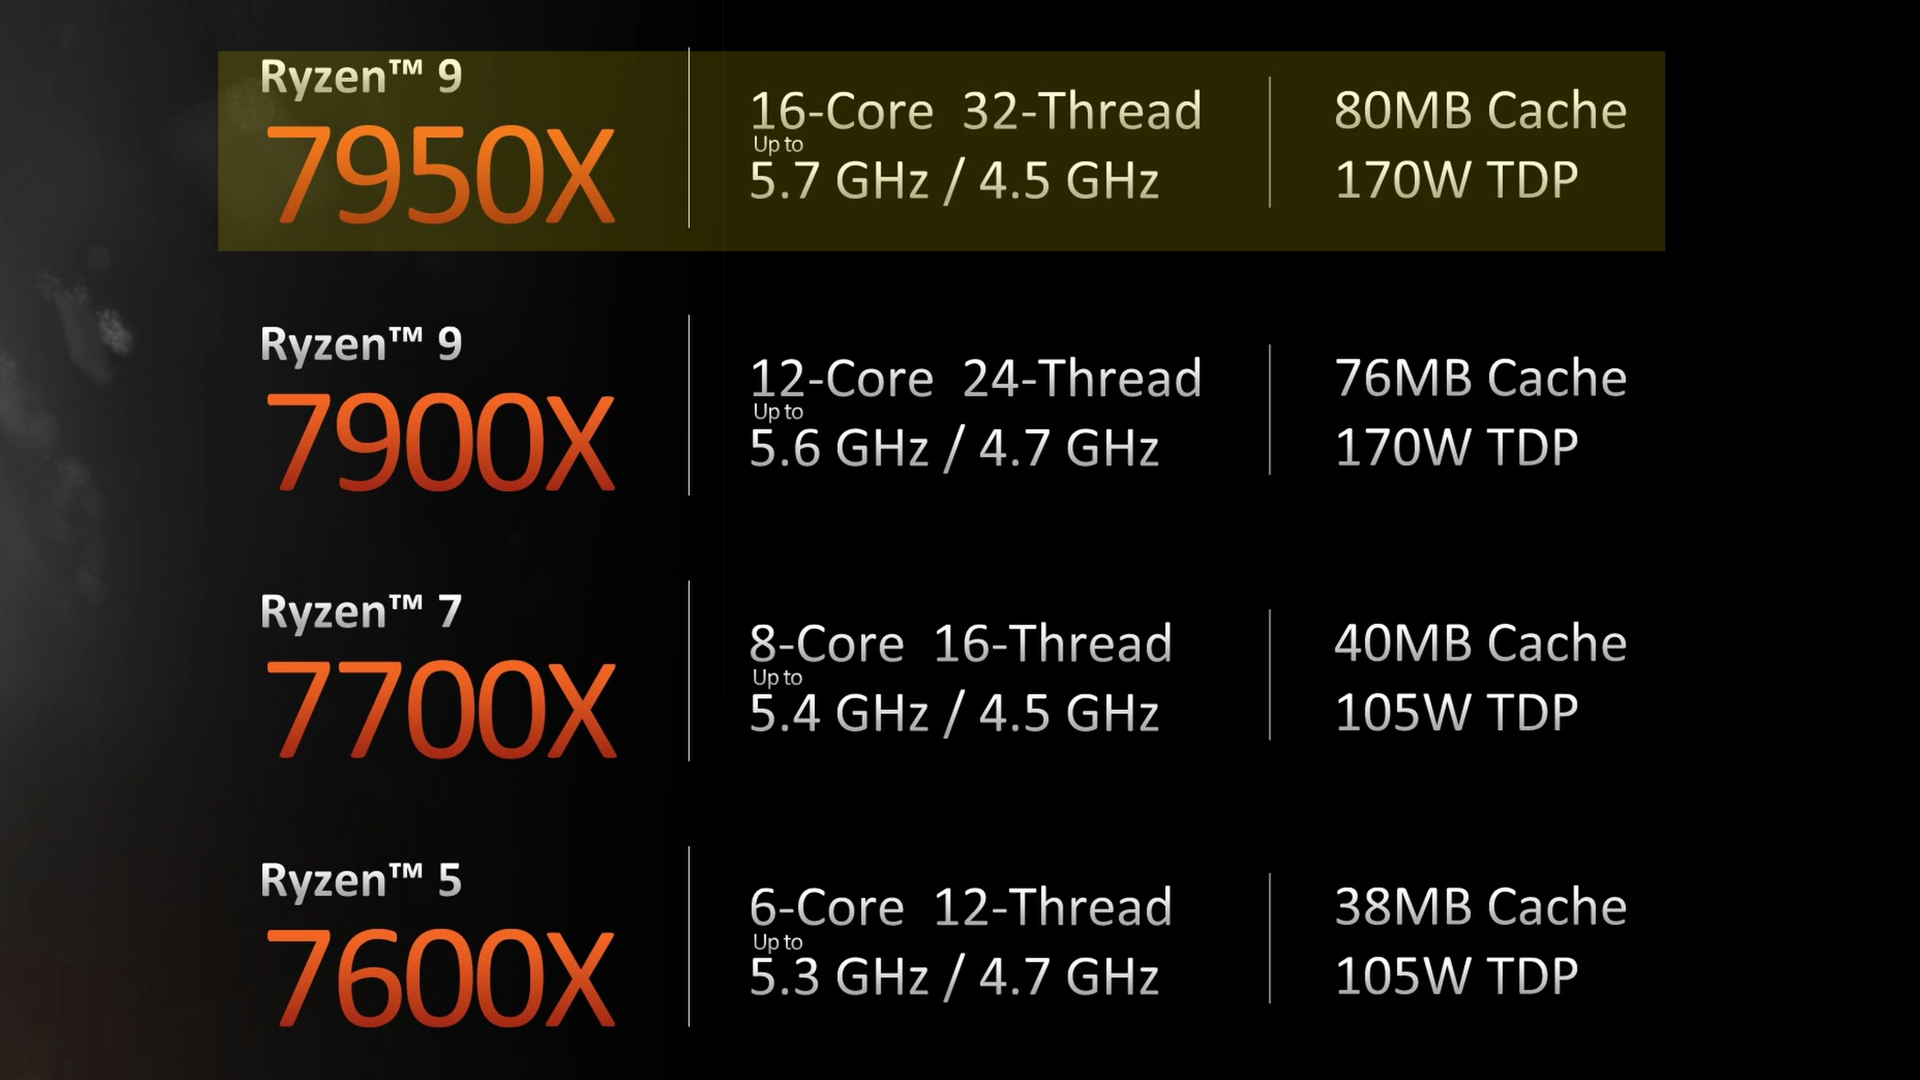 Ryzen™ 9
7950X
16-Core 32-Thread
Up to
5.7 GHz / 4.5 GHz
80MB Cache
170W TDP
Ryzen™ 9
7900X
12-Core 24-Thread
Up to
5.6 GHz / 4.7 GHz
76MB Cache
170W TDP
Ryzen™ 7
7700X
8-Core 16-Thread
Up to
5.4 GHz / 4.5 GHz
40MB Cache
105W TDP
Ryzen™ 5
7600X
6-Core 12-Thread
Up to
5.3 GHz / 4.7 GHz
38MB Cache
105W TDP